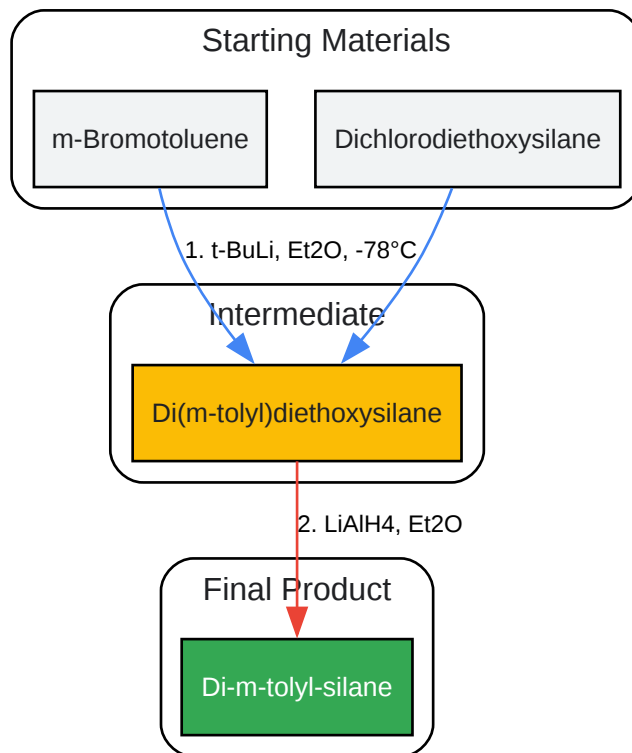 Starting Materials
m-Bromotoluene
Dichlorodiethoxysilane
1. t-BuLi, Et2O, -78°C
Intermediate
Di(m-tolyl)diethoxysilane
2. LiAlH4, Et2O
Final Product
Di-m-tolyl-silane